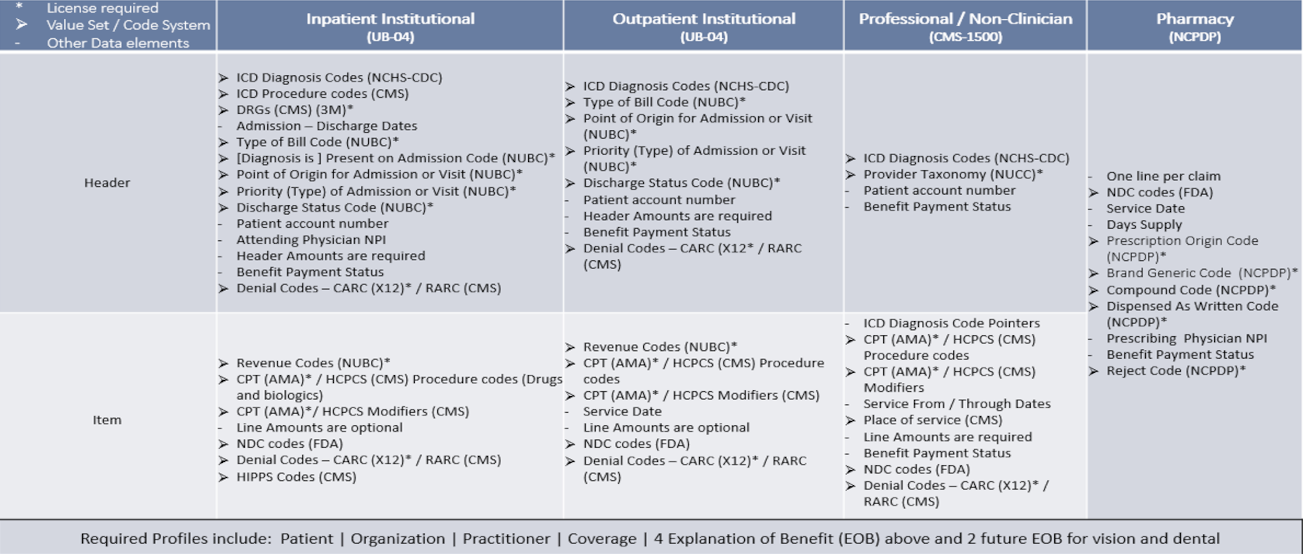 * License required
➢ Value Set / Code System
- Other Data elements
Inpatient Institutional
(UB-04)
Outpatient Institutional
(UB-04)
Professional / Non-Clinician
(CMS-1500)
Pharmacy
(NCPDP)
Header
➢ ICD Diagnosis Codes (NCHS-CDC)
➢ ICD Procedure codes (CMS)
➢ DRGs (CMS) (3M)*
- Admission – Discharge Dates
➢ Type of Bill Code (NUBC)*
➢ [Diagnosis is ] Present on Admission Code (NUBC)*
➢ Point of Origin for Admission or Visit (NUBC)*
➢ Priority (Type) of Admission or Visit (NUBC)*
➢ Discharge Status Code (NUBC)*
- Patient account number
- Attending Physician NPI
- Header Amounts are required
- Benefit Payment Status
➢ Denial Codes – CARC (X12)* / RARC (CMS)
➢ ICD Diagnosis Codes (NCHS-CDC)
➢ Type of Bill Code (NUBC)*
➢ Point of Origin for Admission or Visit
(NUBC)*
➢ Priority (Type) of Admission or Visit
(NUBC)*
➢ Discharge Status Code (NUBC)*
- Patient account number
- Header Amounts are required
- Benefit Payment Status
➢ Denial Codes – CARC (X12* / RARC
(CMS)
➢ ICD Diagnosis Codes (NCHS-CDC)
➢ Provider Taxonomy (NUCC)*
- Patient account number
- Benefit Payment Status
- One line per claim
➢ NDC codes (FDA)
- Service Date
- Days Supply
➢ Prescription Origin Code
(NCPDP)*
➢ Brand Generic Code (NCPDP)*
➢ Compound Code (NCPDP)*
➢ Dispensed As Written Code
(NCPDP)*
- Prescribing Physician NPI
- Benefit Payment Status
➢ Reject Code (NCPDP)*
Item
➢ Revenue Codes (NUBC)*
➢ CPT (AMA)* / HCPCS (CMS) Procedure codes (Drugs
and biologics)
➢ CPT (AMA)*/ HCPCS Modifiers (CMS)
- Line Amounts are optional
➢ NDC codes (FDA)
➢ Denial Codes – CARC (X12)* / RARC (CMS)
➢ HIPPS Codes (CMS)
➢ Revenue Codes (NUBC)*
➢ CPT (AMA)* / HCPCS (CMS) Procedure
codes
➢ CPT (AMA)* / HCPCS Modifiers (CMS)
- Service Date
- Line Amounts are optional
➢ NDC codes (FDA)
➢ Denial Codes – CARC (X12)* / RARC
(CMS)
- ICD Diagnosis Code Pointers
➢ CPT (AMA)* / HCPCS (CMS)
Procedure codes
➢ CPT (AMA)* / HCPCS (CMS)
Modifiers
- Service From / Through Dates
➢ Place of service (CMS)
- Line Amounts are required
- Benefit Payment Status
➢ NDC codes (FDA)
➢ Denial Codes – CARC (X12)* /
RARC (CMS)
Required Profiles include: Patient | Organization | Practitioner | Coverage | 4 Explanation of Benefit (EOB) above and 2 future EOB for vision and dental